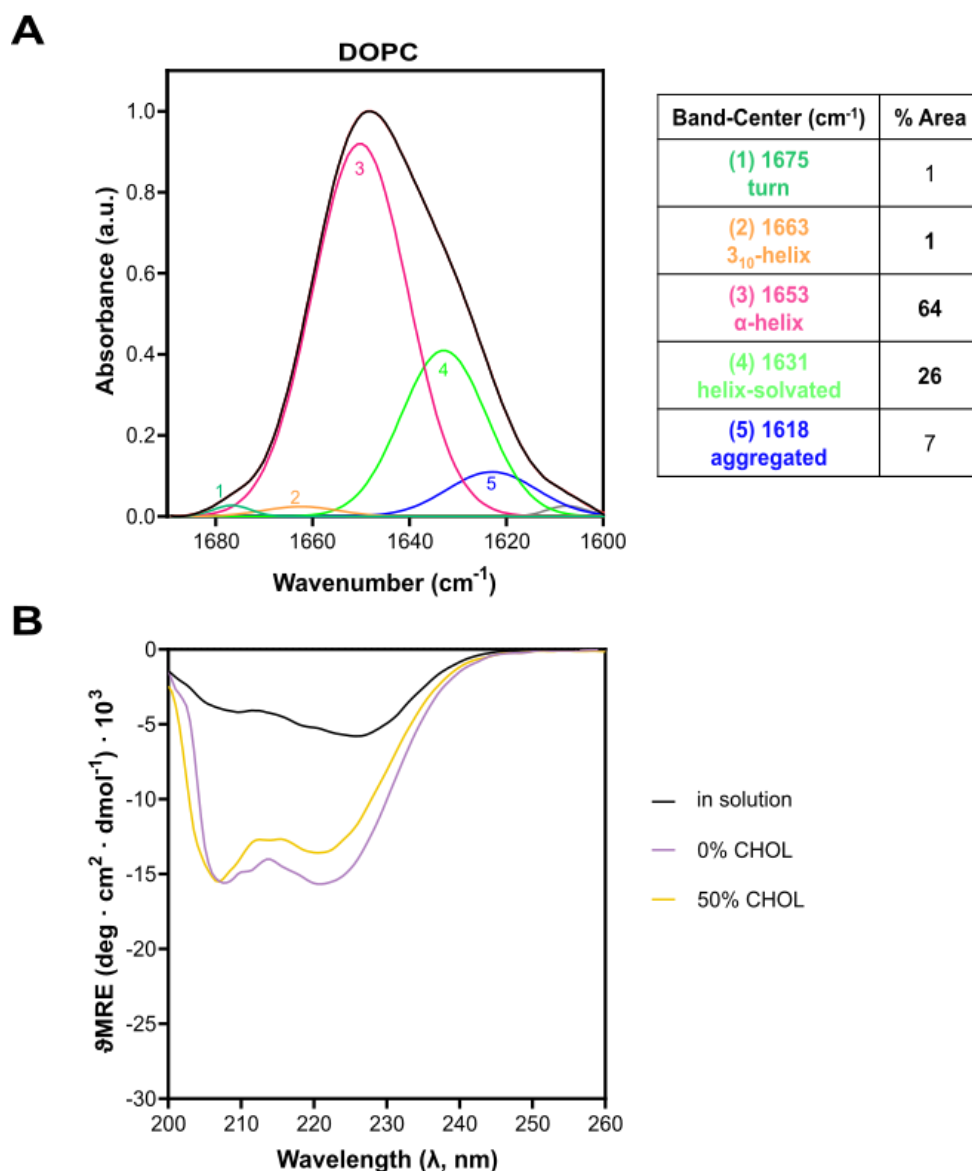 A
DOPC
Absorbance (a.u.)
1.0
0.8
0.6
0.4
0.2
0.0
1
2
3
4
5
1680
1660
1640
1620
1600
Wavenumber (cm⁻¹)
Band-Center (cm⁻¹) % Area
(1) 1675
turn
1
(2) 1663
3₁₀-helix
1
(3) 1653
α-helix
64
(4) 1631
helix-solvated
26
(5) 1618
aggregated
7
B
ϑMRE (deg · cm² · dmol⁻¹) · 10³
0
-5
-10
-15
-20
-25
-30
200
210
220
230
240
250
260
Wavelength (λ, nm)
in solution
0% CHOL
50% CHOL